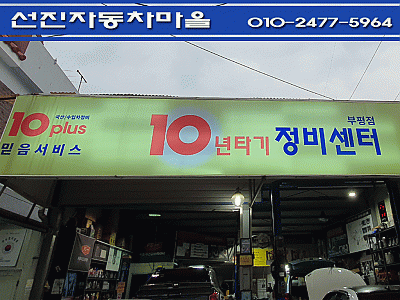 선진자동차마을 010-2477-5964
국산/수입차정비
10plus
믿음서비스
10년타기 정비센터
부평점